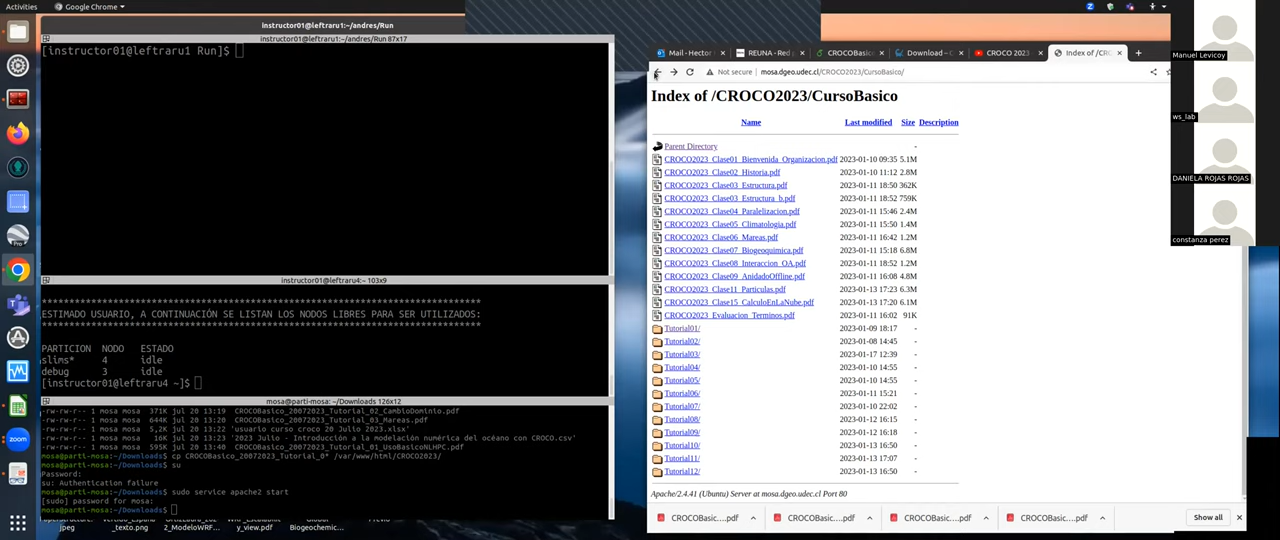 Activities
Google Chrome
instructor01@leftraru1:~/andres/Run
instructor01@leftraru1:~/andres/Run 87x17
[instructor01@leftraru1 Run]$
instructor01@leftraru4:~ 103x9
ESTIMADO USUARIO, A CONTINUACIÓN SE LISTAN LOS NODOS LIBRES PARA SER UTILIZADOS:
PARTICION NODO ESTADO
slims* 4 idle
debug 3 idle
[instructor01@leftraru4 ~]$
mosa@parti-mosa:~/Downloads 126x12
-rw-rw-r-- 1 mosa mosa 371K jul 20 13:19 CROCOBasico_20072023_Tutorial_02_CambioDominio.pdf
-rw-rw-r-- 1 mosa mosa 644K jul 20 13:20 CROCOBasico_20072023_Tutorial_03_Mareas.pdf
-rw-rw-r-- 1 mosa mosa 5,2K jul 20 13:22 'usuario curso croco 20 Julio 2023.xlsx'
-rw-rw-r-- 1 mosa mosa 16K jul 20 13:23 '2023 Julio - Introducción a la modelación numérica del océano con CROCO.csv'
-rw-rw-r-- 1 mosa mosa 595K jul 20 13:40 CROCOBasico_20072023_Tutorial_01_UsoBasicoNLHPC.pdf
mosa@parti-mosa:~/Downloads$ cp CROCOBasico_20072023_Tutorial_0* /var/www/html/CROCO2023/
mosa@parti-mosa:~/Downloads$ su
Password:
su: Authentication failure
mosa@parti-mosa:~/Downloads$ sudo service apache2 start
[sudo] password for mosa:
mosa@parti-mosa:~/Downloads$
jpeg
_texto.png
y_view.pdf
Biogeochemic...
Mail - Hector
REUNA - Red
CROCOBasic
Download –
CROCO 2023
Index of /CR
Not secure
mosa.dgeo.udec.cl/CROCO2023/CursoBasico/
Index of /CROCO2023/CursoBasico
Name Last modified Size Description
Parent Directory -
CROCO2023_Clase01_Bienvenida_Organizacion.pdf 2023-01-10 09:35 5.1M
CROCO2023_Clase02_Historia.pdf 2023-01-10 11:12 2.8M
CROCO2023_Clase03_Estructura.pdf 2023-01-11 18:50 362K
CROCO2023_Clase03_Estructura_b.pdf 2023-01-11 18:52 759K
CROCO2023_Clase04_Paralelizacion.pdf 2023-01-11 15:46 2.4M
CROCO2023_Clase05_Climatologia.pdf 2023-01-11 15:50 1.4M
CROCO2023_Clase06_Mareas.pdf 2023-01-11 16:42 1.2M
CROCO2023_Clase07_Biogeoquimica.pdf 2023-01-11 15:18 6.8M
CROCO2023_Clase08_Interaccion_OA.pdf 2023-01-11 18:52 1.2M
CROCO2023_Clase09_AnidadoOffline.pdf 2023-01-11 16:08 4.8M
CROCO2023_Clase11_Particulas.pdf 2023-01-13 17:23 6.3M
CROCO2023_Clase15_CalculoEnLaNube.pdf 2023-01-13 17:20 6.1M
CROCO2023_Evaluacion_Terminos.pdf 2023-01-11 16:02 91K
Tutorial01/ 2023-01-09 18:17 -
Tutorial02/ 2023-01-08 14:45 -
Tutorial03/ 2023-01-17 12:39 -
Tutorial04/ 2023-01-10 14:55 -
Tutorial05/ 2023-01-10 14:55 -
Tutorial06/ 2023-01-11 15:21 -
Tutorial07/ 2023-01-10 22:02 -
Tutorial08/ 2023-01-12 16:15 -
Tutorial09/ 2023-01-12 16:18 -
Tutorial10/ 2023-01-13 16:50 -
Tutorial11/ 2023-01-13 17:07 -
Tutorial12/ 2023-01-12 16:50 -
Apache/2.4.41 (Ubuntu) Server at mosa.dgeo.udec.cl Port 80
CROCOBasic....pdf
CROCOBasic....pdf
CROCOBasic....pdf
CROCOBasic....pdf
Show all
Manuel Levicoy
ws_lab
DANIELA ROJAS ROJAS
constanza perez
Pro
zoom